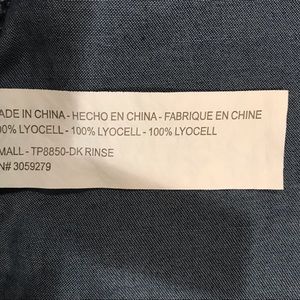 ADE IN CHINA - HECHO EN CHINA - FABRIQUE EN CHINE
00% LYOCELL - 100% LYOCELL - 100% LYOCELL
MALL - TP8850-DK RINSE
N# 3059279